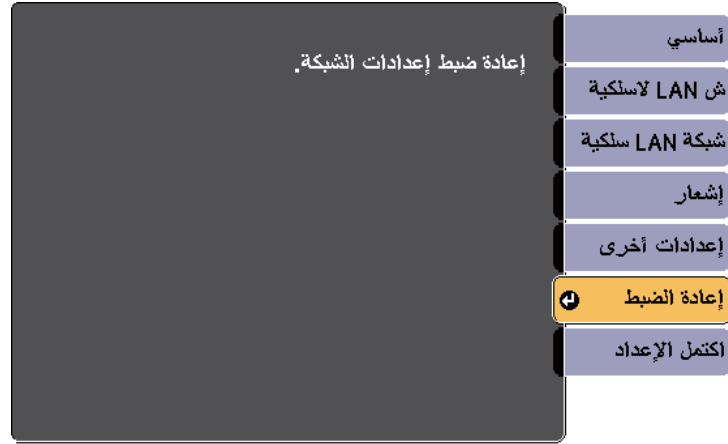 أساسي
ش LAN لاسلكية
شبكة LAN سلكية
إشعار
إعدادات أخرى
إعادة الضبط
اكتمل الإعداد
إعادة ضبط إعدادات الشبكة.